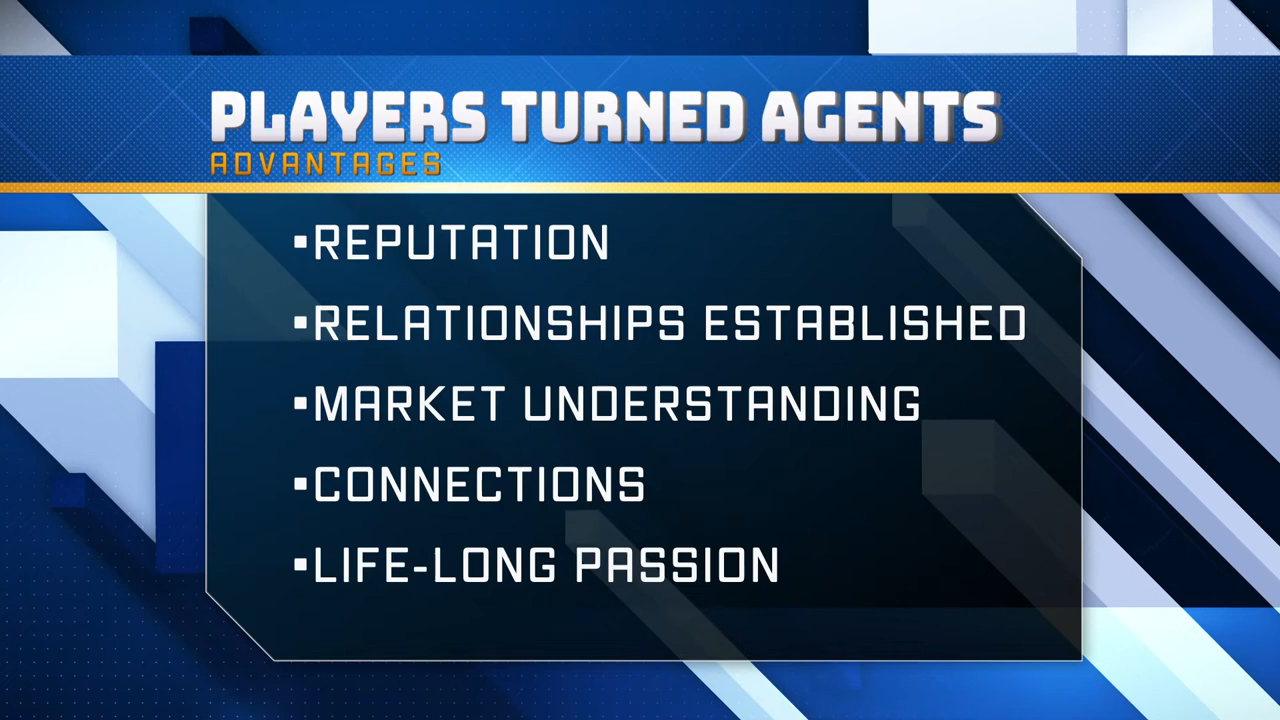 PLAYERS TURNED AGENTS
ADVANTAGES
▪REPUTATION
▪RELATIONSHIPS ESTABLISHED
▪MARKET UNDERSTANDING
▪CONNECTIONS
▪LIFE-LONG PASSION